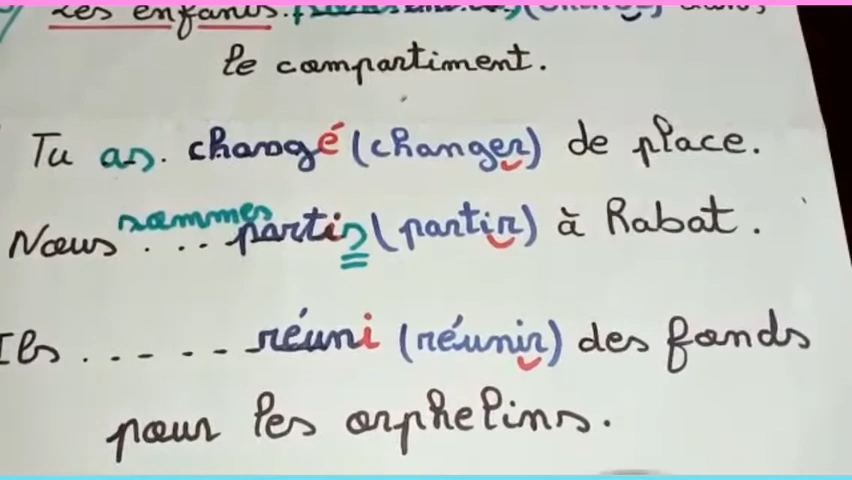 Les enfants.
le compartiment.
Tu as. changé (changer) de place.
Nous sommes partis (partir) à Rabat.
Ils ...... réuni (réunir) des fonds
pour les orphelins.